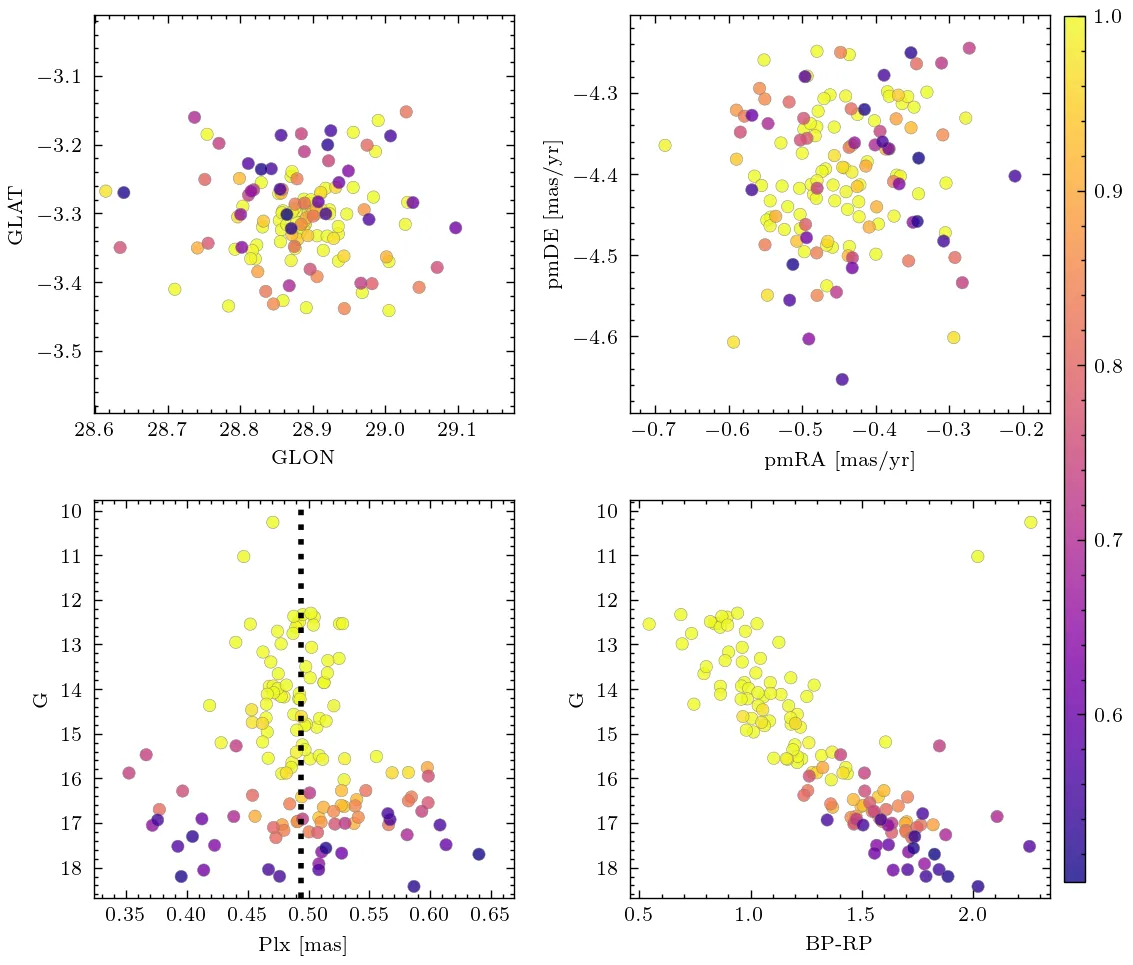 −3.1
−3.2
−3.3
−3.4
−3.5
GLAT
28.6 28.7 28.8 28.9 29.0 29.1
GLON
−4.3
−4.4
−4.5
−4.6
pmDE [mas/yr]
−0.7 −0.6 −0.5 −0.4 −0.3 −0.2
pmRA [mas/yr]
1.0
0.9
0.8
0.7
0.6
10
11
12
13
14
15
16
17
18
G
0.35 0.40 0.45 0.50 0.55 0.60 0.65
Plx [mas]
10
11
12
13
14
15
16
17
18
G
0.5 1.0 1.5 2.0
BP-RP